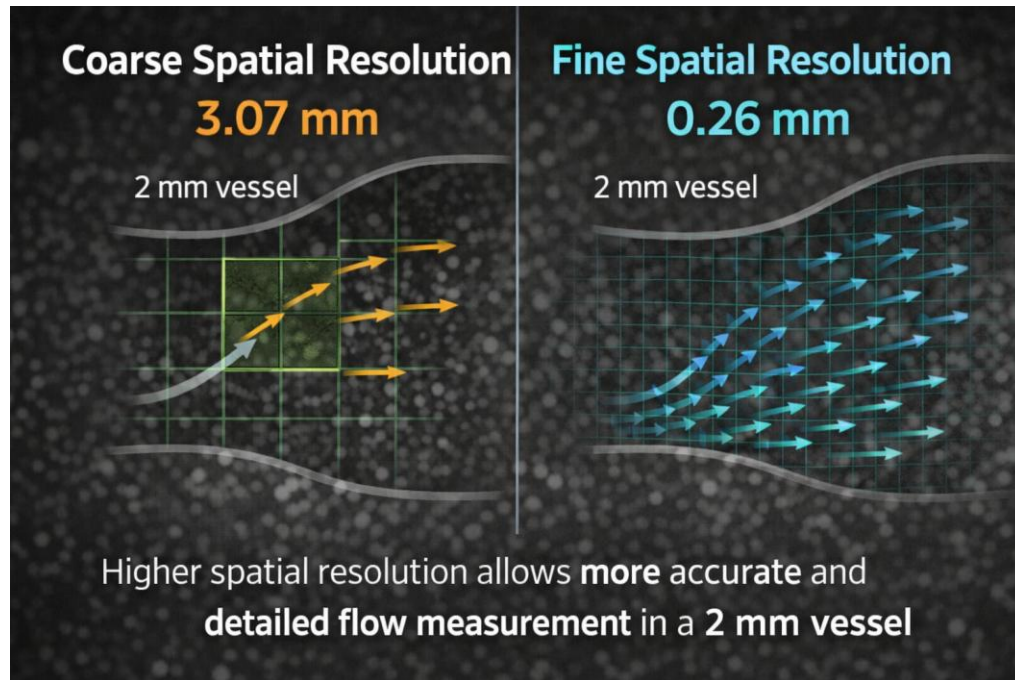 Coarse Spatial Resolution
3.07 mm
2 mm vessel
Fine Spatial Resolution
0.26 mm
2 mm vessel
Higher spatial resolution allows more accurate and
detailed flow measurement in a 2 mm vessel